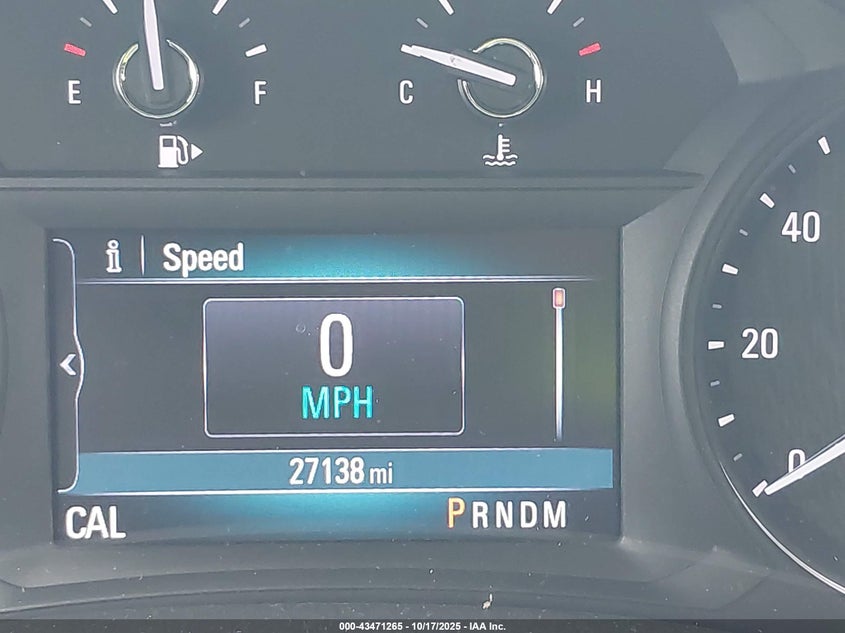 E F C H
i Speed
40
0
MPH
20
27138 mi
0
CAL PRNDM
000-43471265 - 10/17/2025 - IAA Inc.